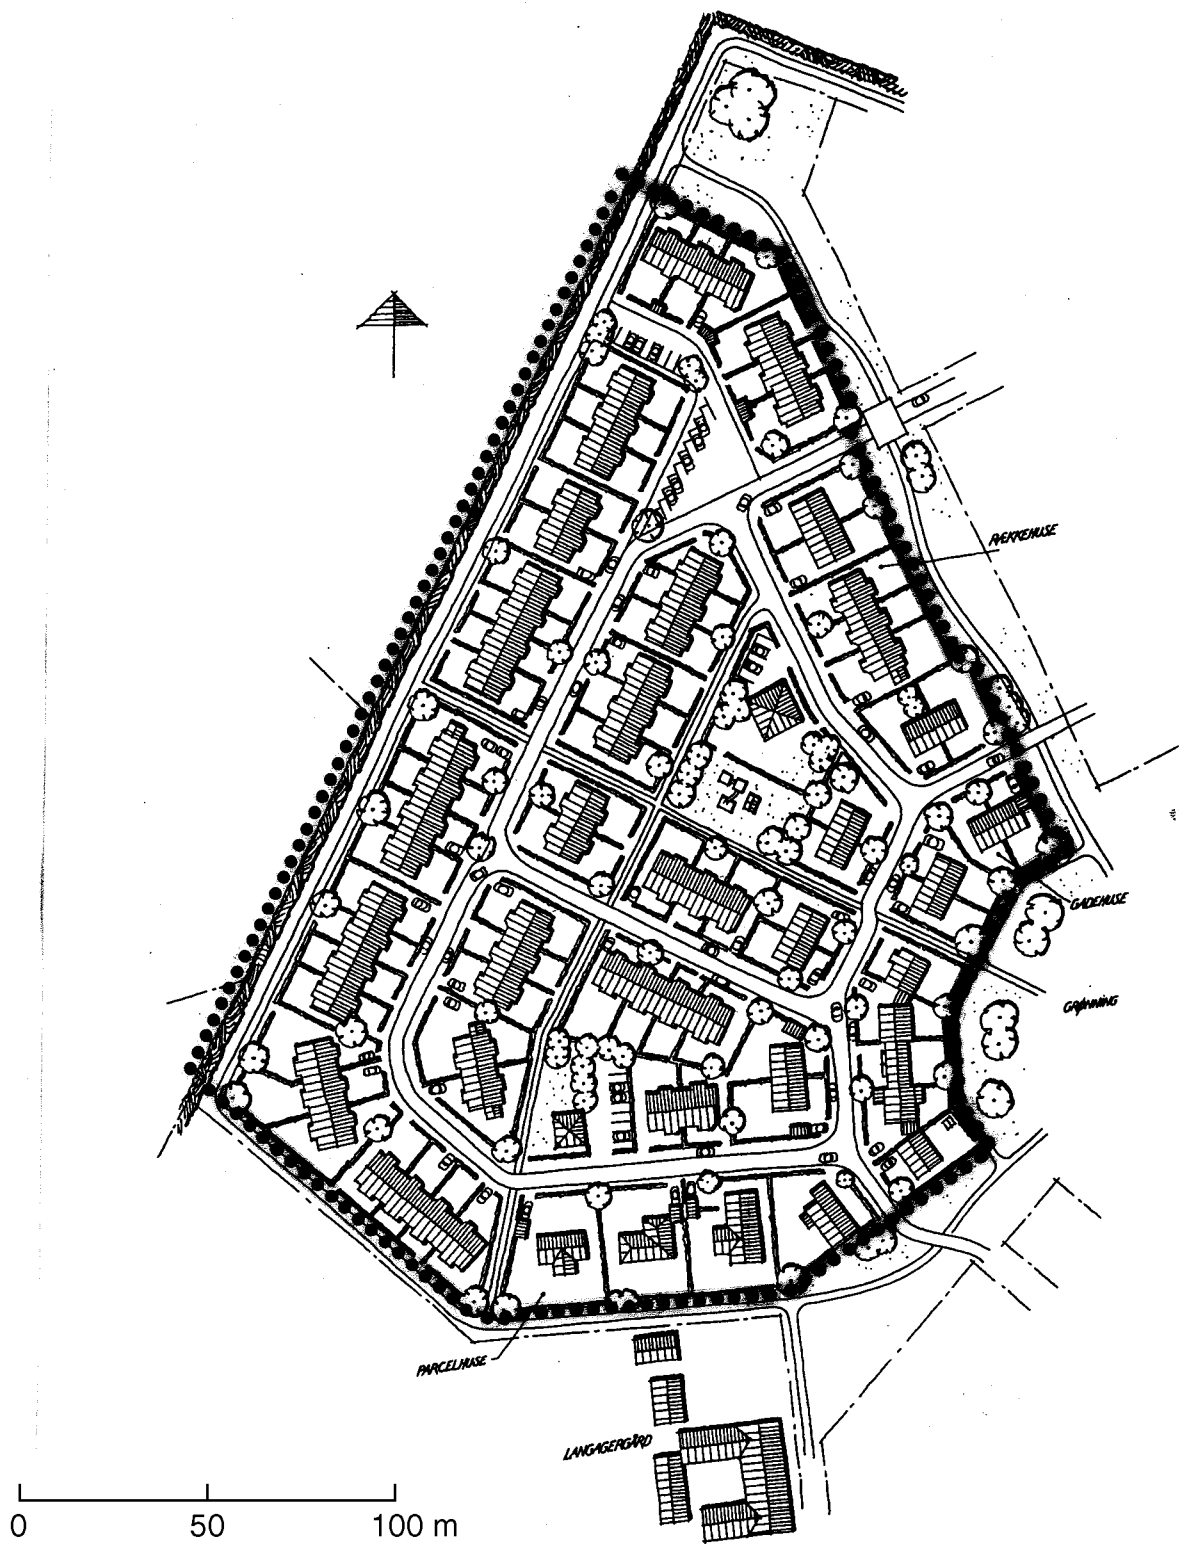 RÆKKEHUSE
GADEHUSE
GRØNNING
PARCELHUSE
LANGAGERGÅRD
0 50 100 m